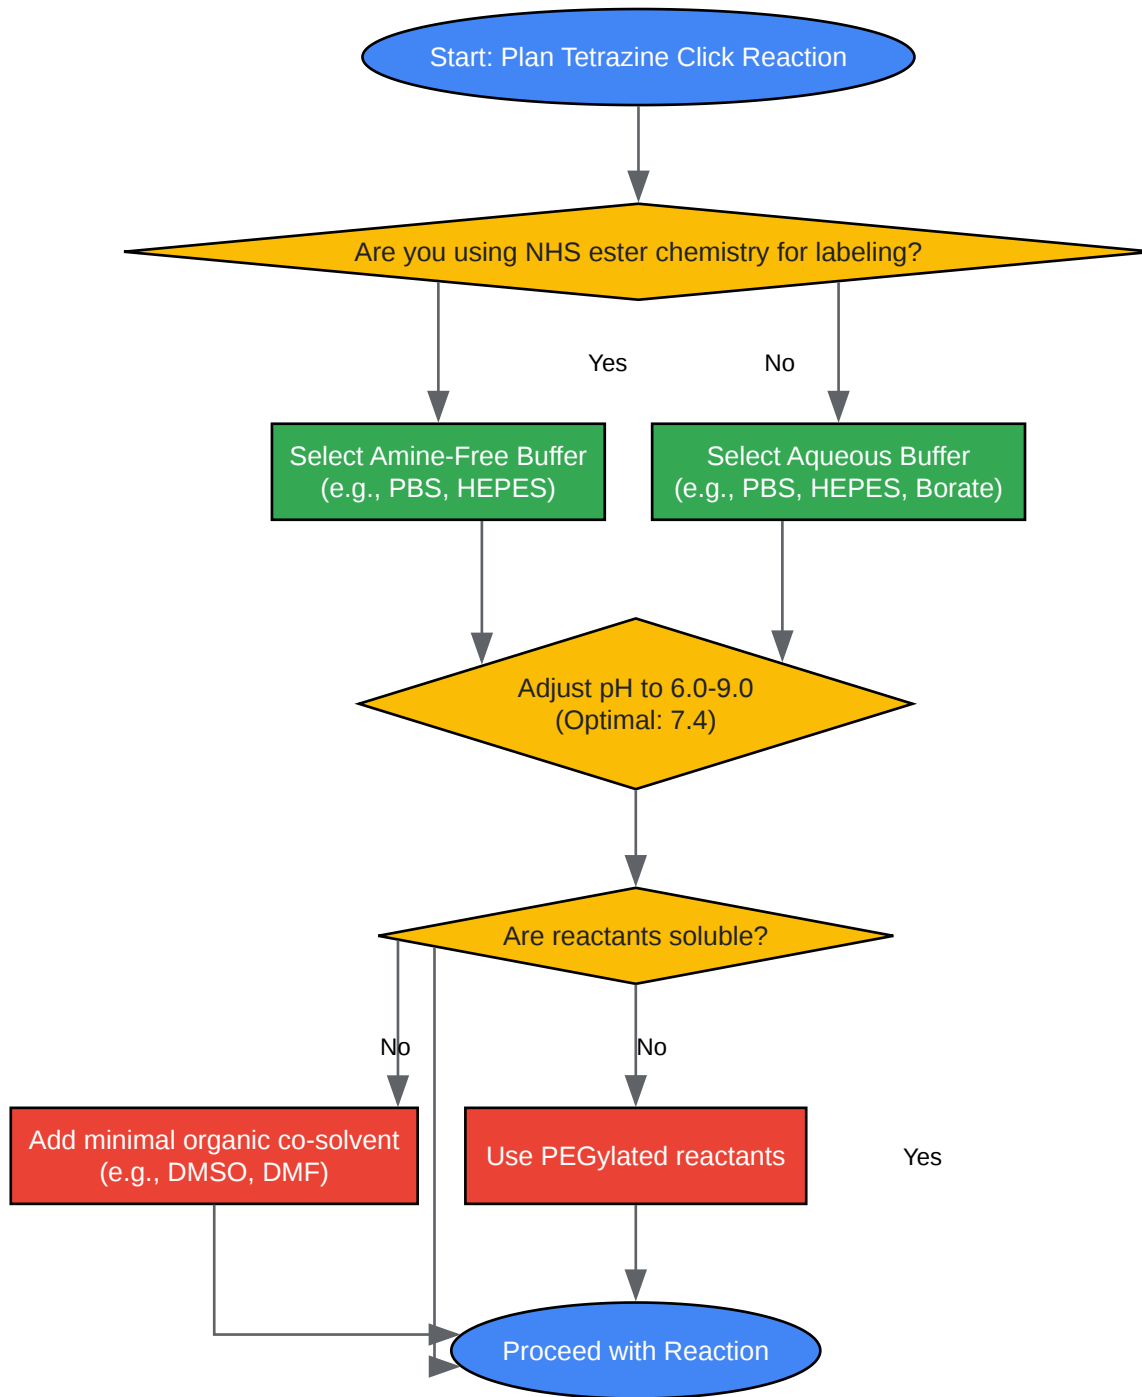 Start: Plan Tetrazine Click Reaction
Are you using NHS ester chemistry for labeling?
Yes
No
Select Amine-Free Buffer
(e.g., PBS, HEPES)
Select Aqueous Buffer
(e.g., PBS, HEPES, Borate)
Adjust pH to 6.0-9.0
(Optimal: 7.4)
Are reactants soluble?
No
No
Add minimal organic co-solvent
(e.g., DMSO, DMF)
Use PEGylated reactants
Yes
Proceed with Reaction